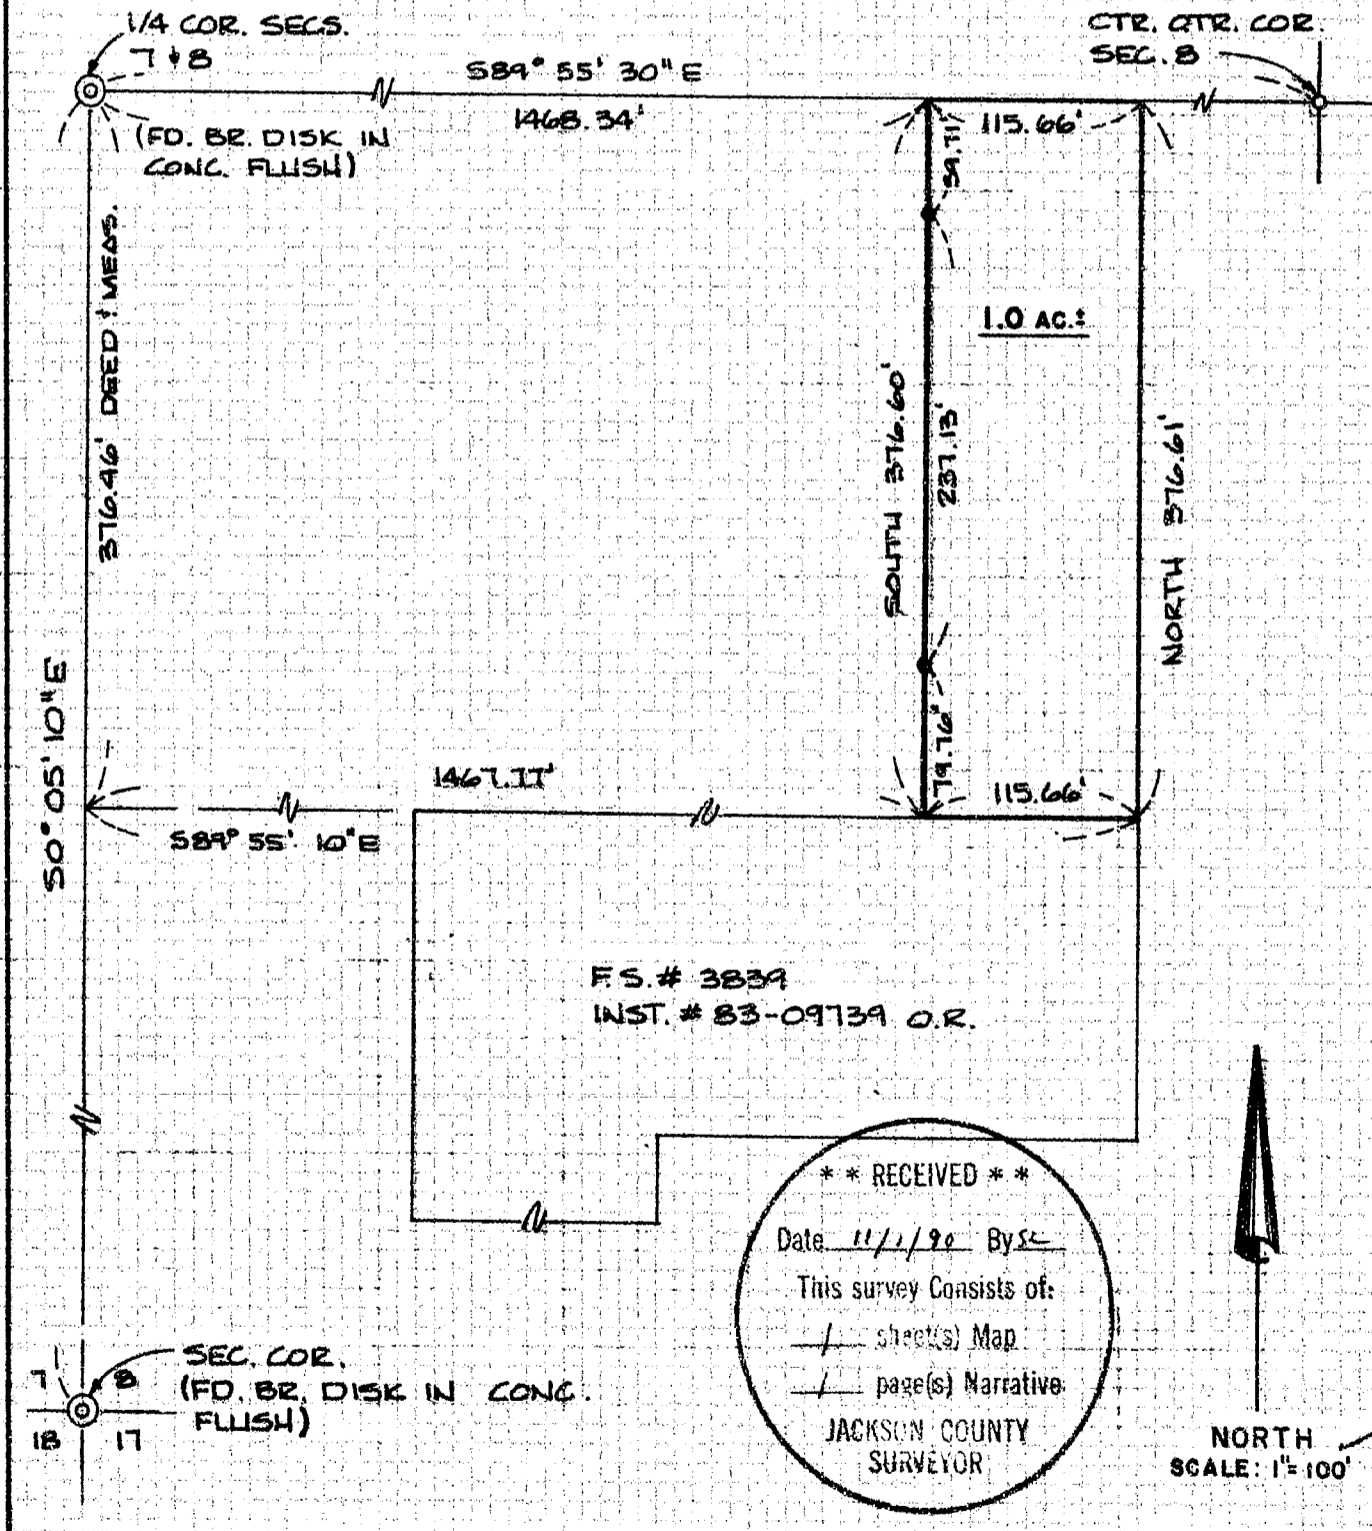 1/4 COR. SECS.
7 & 8
(FD. BR. DISK IN
CONC. FLUSH)
S89° 55' 30" E
1468.34'
CTR. QTR. COR.
SEC. 8
115.66'
59.71'
1.0 AC.±
376.46' DEED & MEAS.
S0° 05' 10" E
SOUTH 376.60'
237.13'
NORTH 376.61'
79.76'
1467.77'
S89° 55' 10" E
115.66'
F.S. # 3839
INST. # 83-09739 O.R.
* * RECEIVED * *
Date 11/1/90 By SC
This survey Consists of:
1 sheet(s) Map
1 page(s) Narrative
JACKSON COUNTY
SURVEYOR
7 8
18 17
SEC. COR.
(FD. BR. DISK IN CONC.
FLUSH)
NORTH
SCALE: 1"=100'